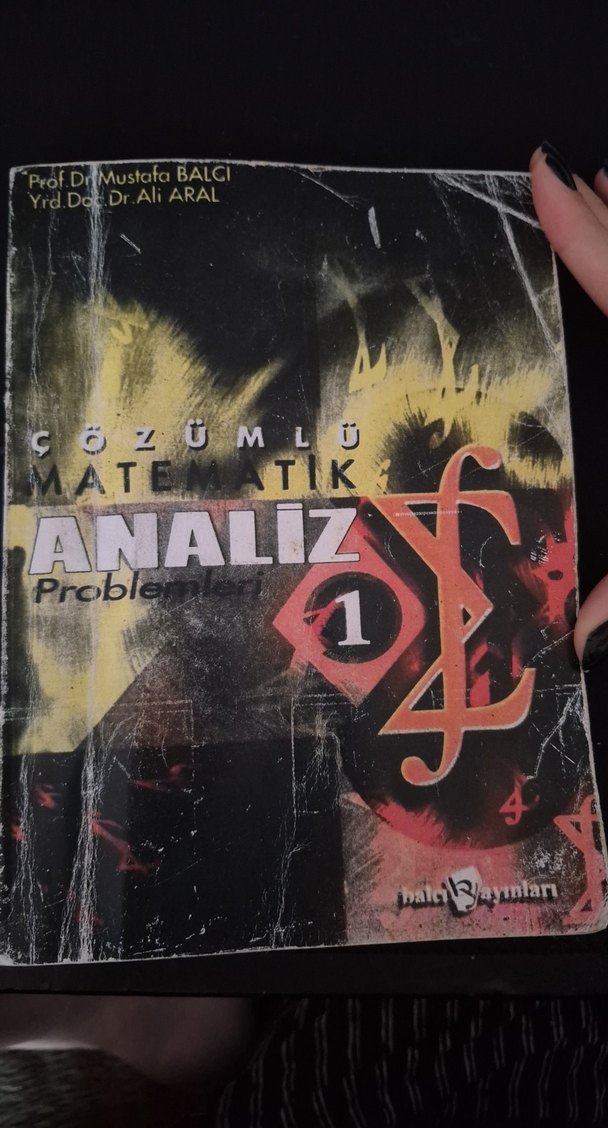 Prof.Dr.Mustafa BALCI
Yrd.Doç.Dr.Ali ARAL
ÇÖZÜMLÜ
MATEMATİK
ANALİZ
Problemleri
1
balcı yayınları